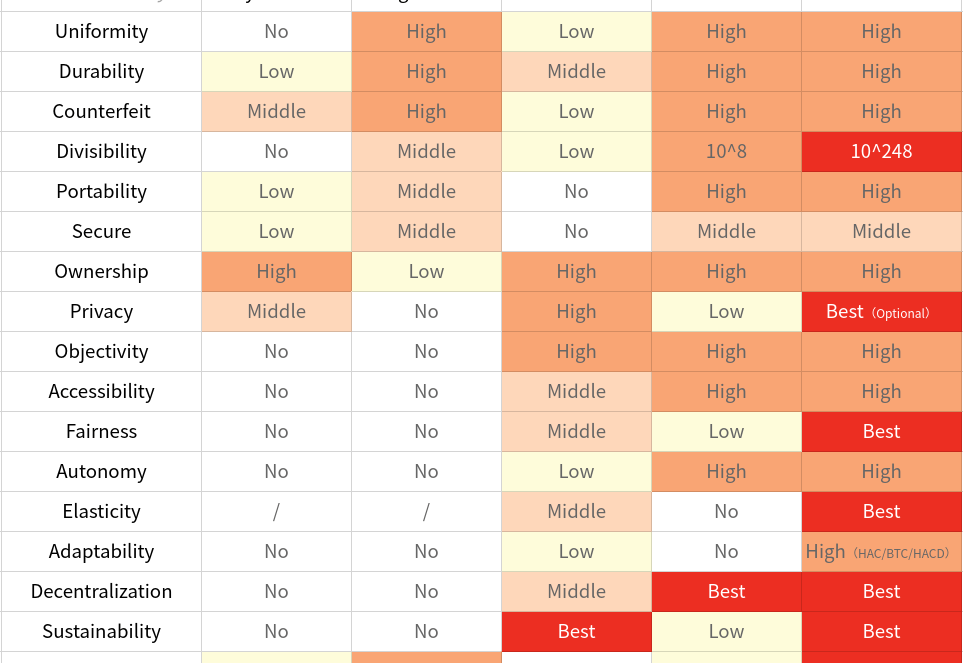 Uniformity No High Low High High
Durability Low High Middle High High
Counterfeit Middle High Low High High
Divisibility No Middle Low 10^8 10^248
Portability Low Middle No High High
Secure Low Middle No Middle Middle
Ownership High Low High High High
Privacy Middle No High Low Best（Optional）
Objectivity No No High High High
Accessibility No No Middle High High
Fairness No No Middle Low Best
Autonomy No No Low High High
Elasticity / / Middle No Best
Adaptability No No Low No High（HAC/BTC/HACD）
Decentralization No No Middle Best Best
Sustainability No No Best Low Best